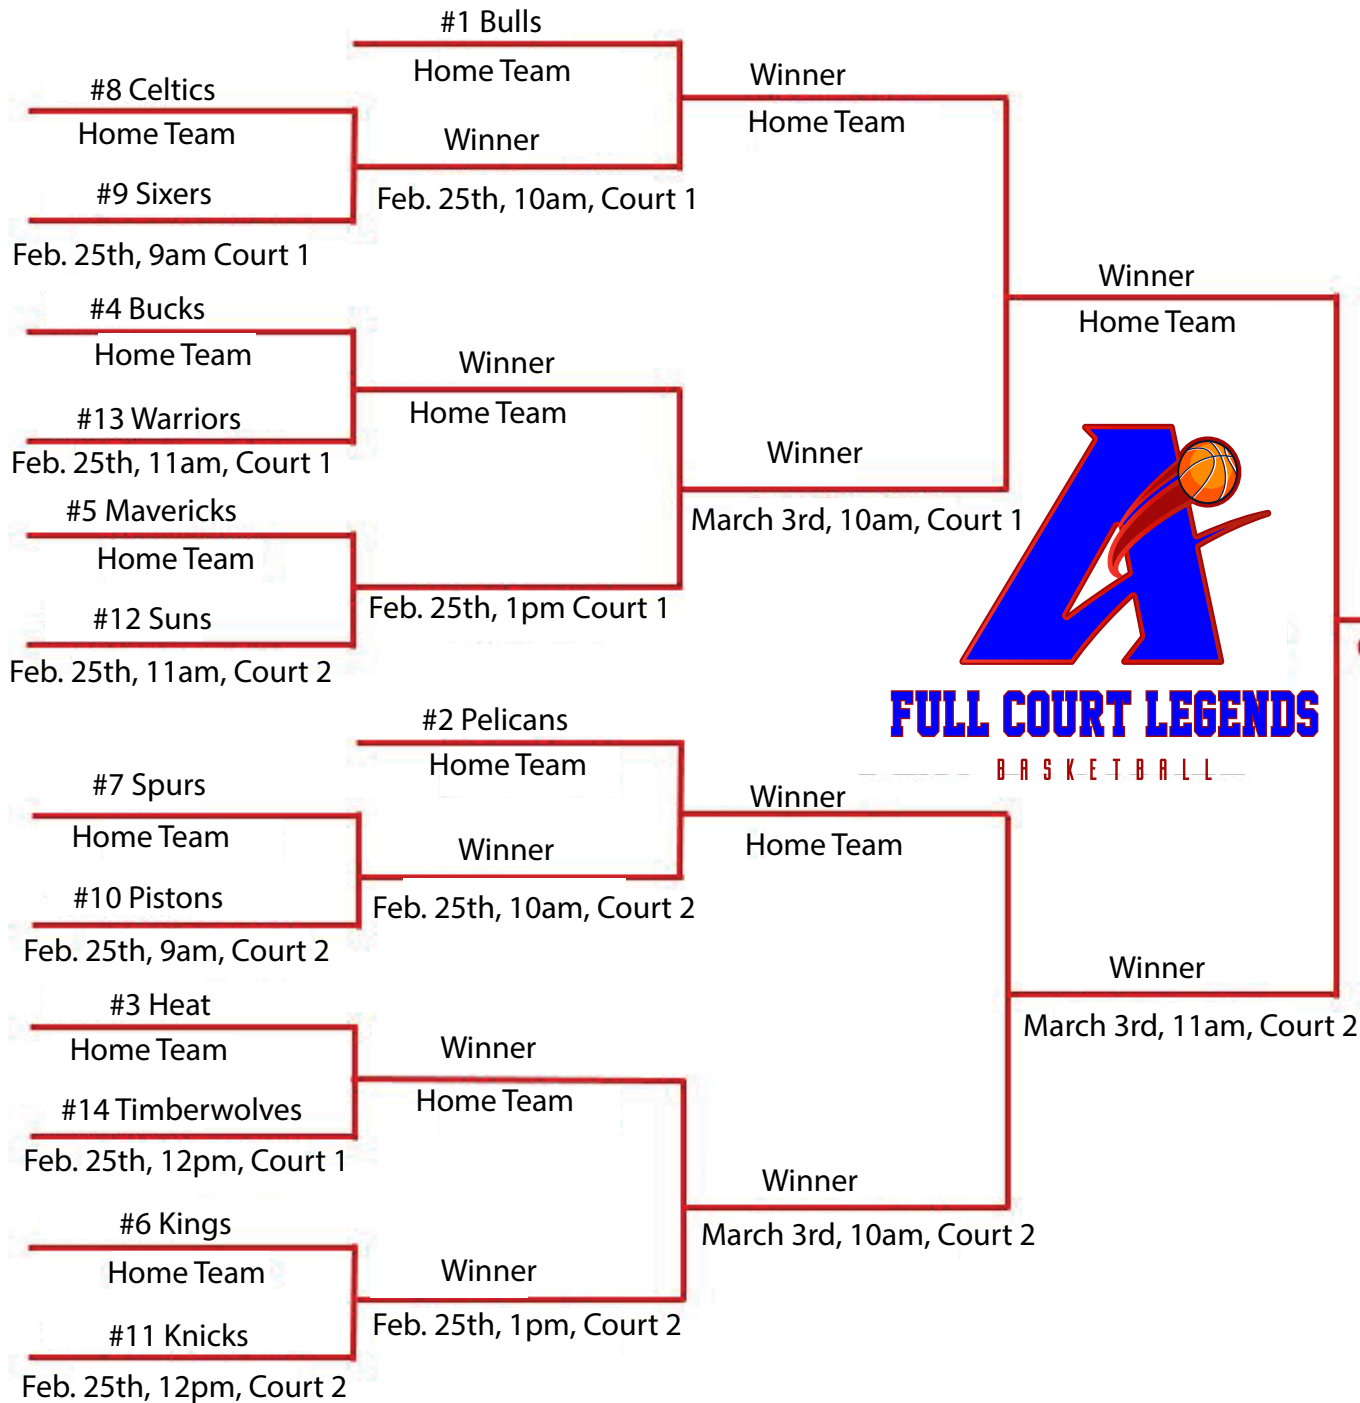 #1 Bulls
Home Team
#8 Celtics
Home Team
#9 Sixers
Feb. 25th, 9am Court 1
Winner
Feb. 25th, 10am, Court 1
Winner
Home Team
#4 Bucks
Home Team
#13 Warriors
Feb. 25th, 11am, Court 1
Winner
Home Team
#5 Mavericks
Home Team
#12 Suns
Feb. 25th, 11am, Court 2
Feb. 25th, 1pm Court 1
Winner
March 3rd, 10am, Court 1
Winner
Home Team
FULL COURT LEGENDS
BASKETBALL
#2 Pelicans
Home Team
#7 Spurs
Home Team
#10 Pistons
Feb. 25th, 9am, Court 2
Winner
Feb. 25th, 10am, Court 2
Winner
Home Team
#3 Heat
Home Team
#14 Timberwolves
Feb. 25th, 12pm, Court 1
Winner
Home Team
#6 Kings
Home Team
#11 Knicks
Feb. 25th, 12pm, Court 2
Winner
Feb. 25th, 1pm, Court 2
Winner
March 3rd, 10am, Court 2
Winner
March 3rd, 11am, Court 2